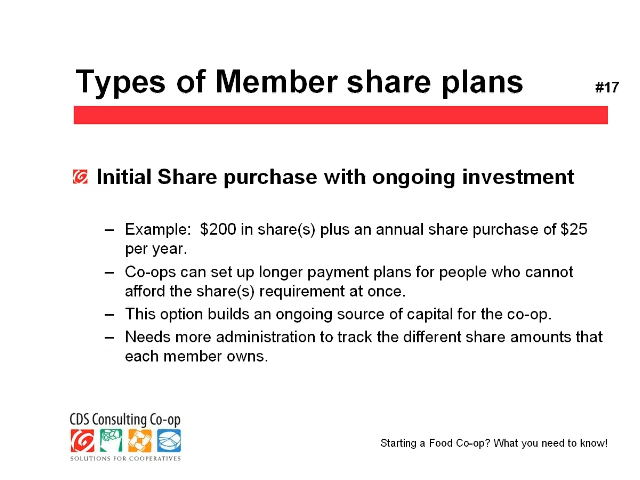 Types of Member share plans
#17
Initial Share purchase with ongoing investment
– Example:  $200 in share(s) plus an annual share purchase of $25
per year.
– Co-ops can set up longer payment plans for people who cannot
afford the share(s) requirement at once.
– This option builds an ongoing source of capital for the co-op.
– Needs more administration to track the different share amounts that
each member owns.
CDS Consulting Co-op
SOLUTIONS FOR COOPERATIVES
Starting a Food Co-op? What you need to know!